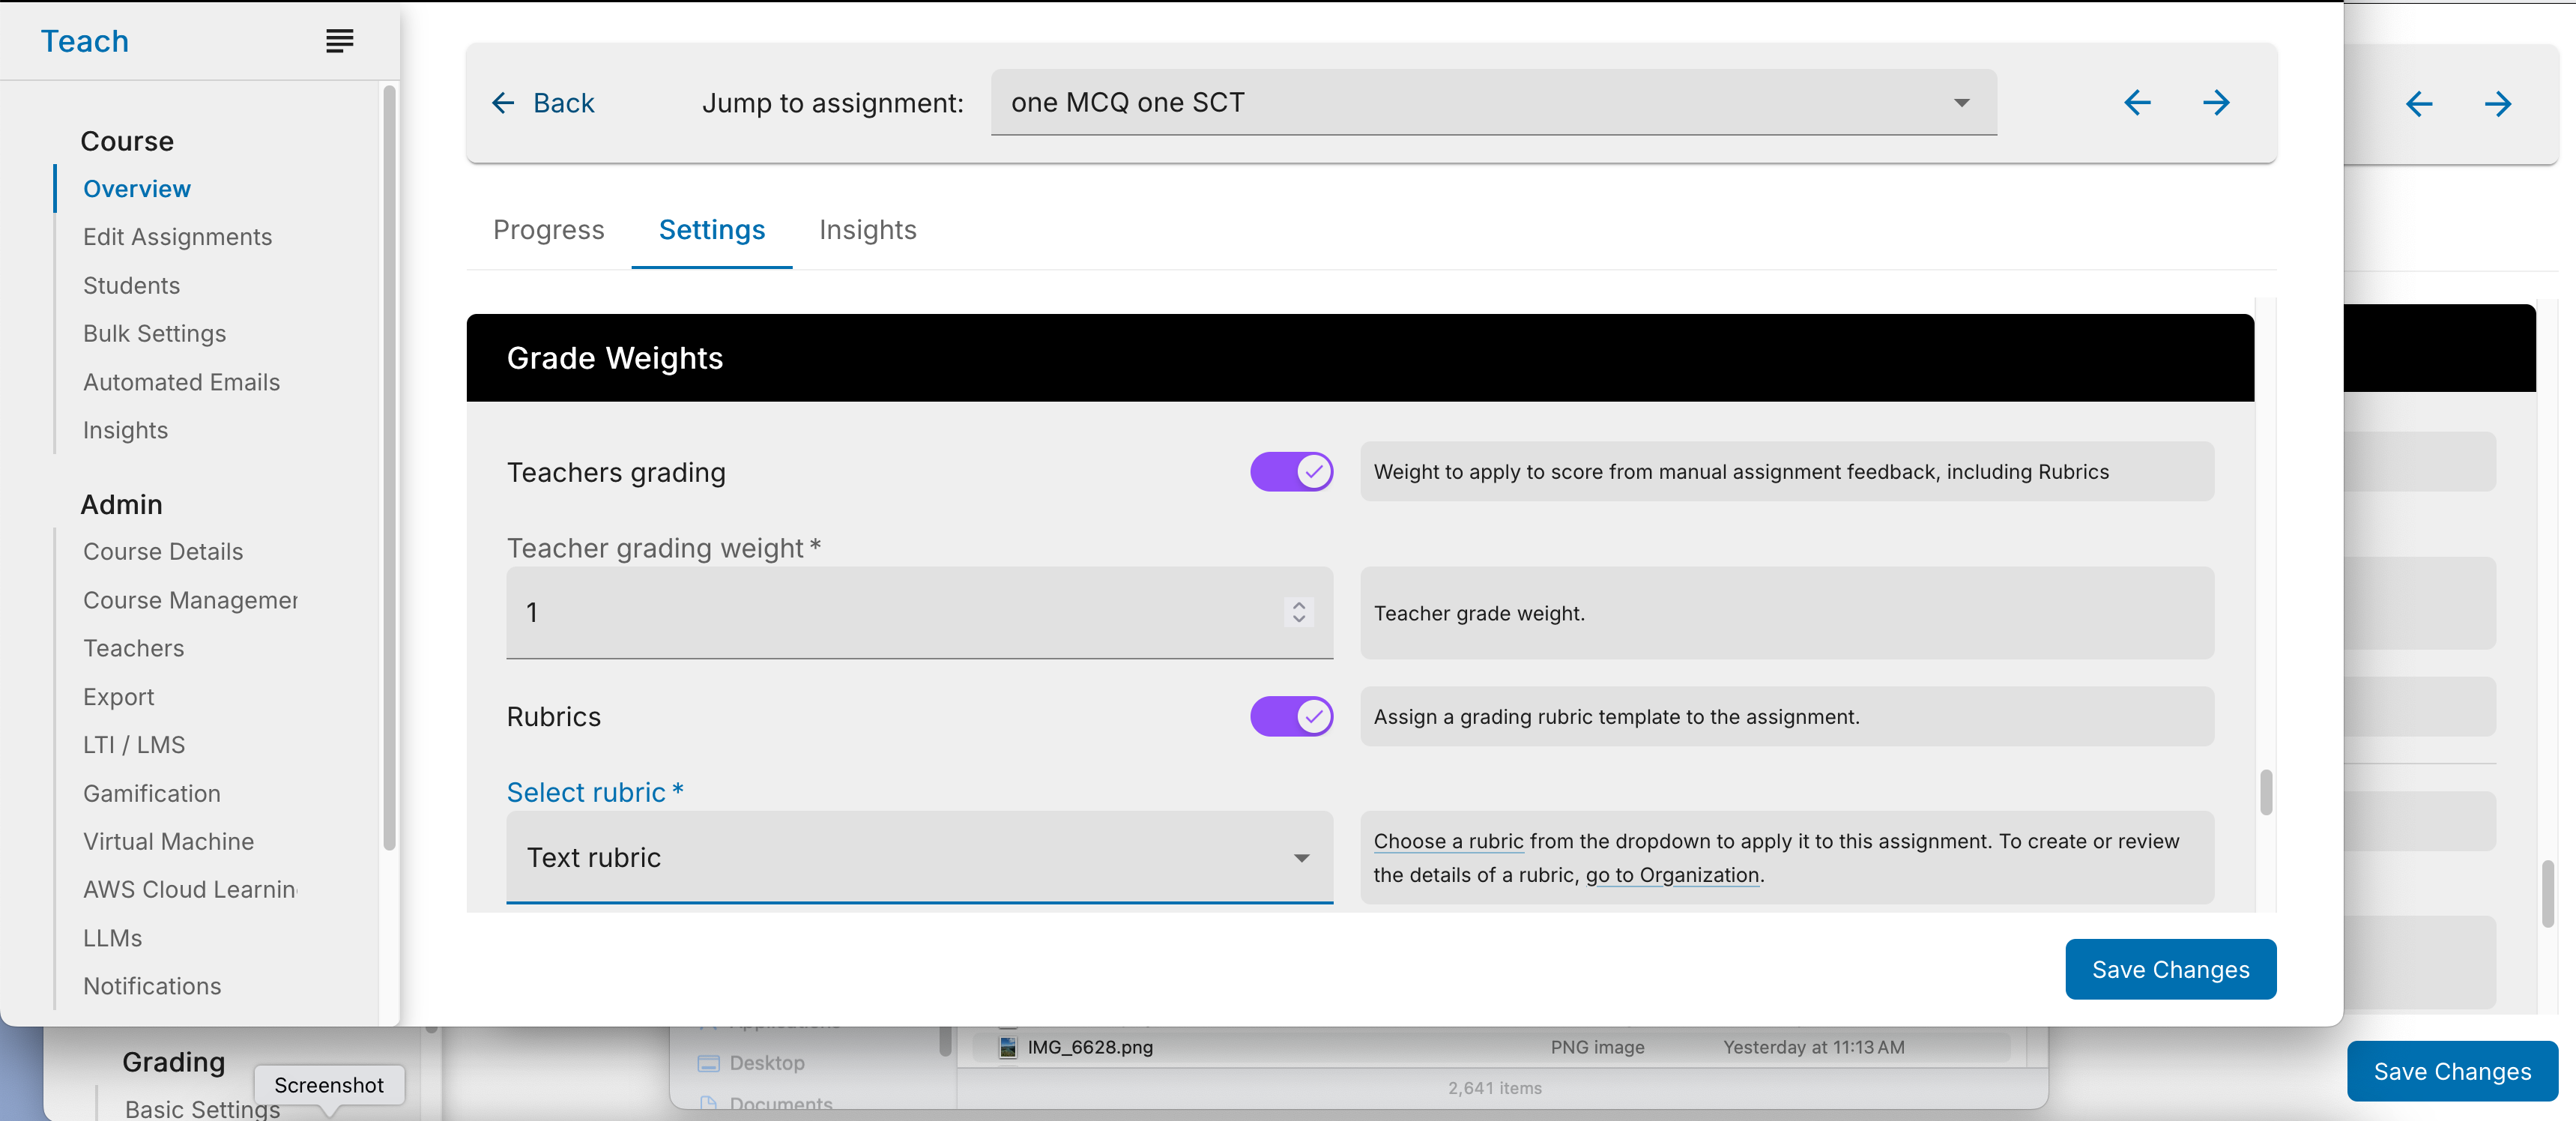 Teach
Course
Overview
Edit Assignments
Students
Bulk Settings
Automated Emails
Insights
Admin
Course Details
Course Managemer
Teachers
Export
LTI / LMS
Gamification
Virtual Machine
AWS Cloud Learnin
LLMs
Notifications
Back
Jump to assignment:
one MCQ one SCT
Progress
Settings
Insights
Grade Weights
Teachers grading
Weight to apply to score from manual assignment feedback, including Rubrics
Teacher grading weight *
1
Teacher grade weight.
Rubrics
Assign a grading rubric template to the assignment.
Select rubric *
Text rubric
Choose a rubric from the dropdown to apply it to this assignment. To create or review
the details of a rubric, go to Organization.
Save Changes
Grading
Screenshot
Basic Settings
Applications
Desktop
Documents
IMG_6628.png
PNG image
Yesterday at 11:13 AM
2,641 items
Save Changes